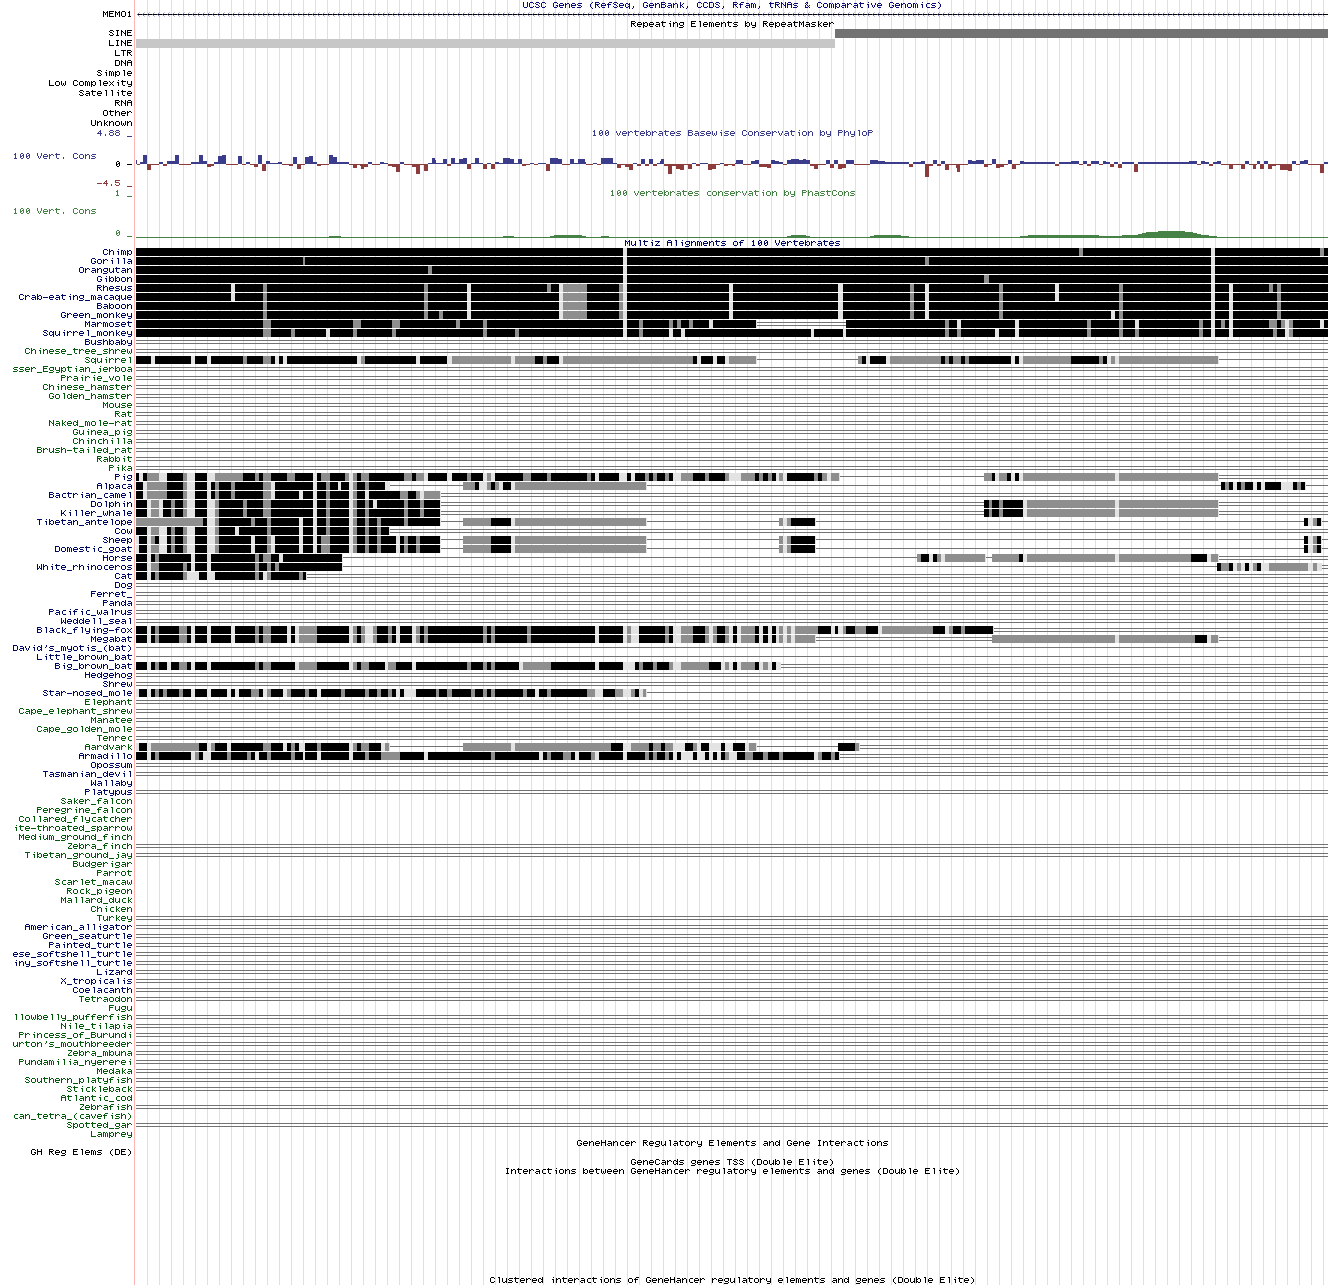 UCSC Genes (RefSeq, GenBank, CCDS, Rfam, tRNAs & Comparative Genomics)
MEMO1
Repeating Elements by RepeatMasker
SINE
LINE
LTR
DNA
Simple
Low Complexity
Satellite
RNA
Other
Unknown
4.88 _
100 vertebrates Basewise Conservation by PhyloP
100 Vert. Cons
0 _
-4.5 _
100 vertebrates conservation by PhastCons
1 _
100 Vert. Cons
0 _
Multiz Alignments of 100 Vertebrates
Chimp
Gorilla
Orangutan
Gibbon
Rhesus
Crab-eating_macaque
Baboon
Green_monkey
Marmoset
Squirrel_monkey
Bushbaby
Chinese_tree_shrew
Squirrel
sser_Egyptian_jerboa
Prairie_vole
Chinese_hamster
Golden_hamster
Mouse
Rat
Naked_mole-rat
Guinea_pig
Chinchilla
Brush-tailed_rat
Rabbit
Pika
Pig
Alpaca
Bactrian_camel
Dolphin
Killer_whale
Tibetan_antelope
Cow
Sheep
Domestic_goat
Horse
White_rhinoceros
Cat
Dog
Ferret_
Panda
Pacific_walrus
Weddell_seal
Black_flying-fox
Megabat
David's_myotis_(bat)
Little_brown_bat
Big_brown_bat
Hedgehog
Shrew
Star-nosed_mole
Elephant
Cape_elephant_shrew
Manatee
Cape_golden_mole
Tenrec
Aardvark
Armadillo
Opossum
Tasmanian_devil
Wallaby
Platypus
Saker_falcon
Peregrine_falcon
Collared_flycatcher
ite-throated_sparrow
Medium_ground_finch
Zebra_finch
Tibetan_ground_jay
Budgerigar
Parrot
Scarlet_macaw
Rock_pigeon
Mallard_duck
Chicken
Turkey
American_alligator
Green_seaturtle
Painted_turtle
ese_softshell_turtle
iny_softshell_turtle
Lizard
X_tropicalis
Coelacanth
Tetraodon
Fugu
llowbelly_pufferfish
Nile_tilapia
Princess_of_Burundi
urton's_mouthbreeder
Zebra_mbuna
Pundamilia_nyererei
Medaka
Southern_platyfish
Stickleback
Atlantic_cod
Zebrafish
can_tetra_(cavefish)
Spotted_gar
Lamprey
GeneHancer Regulatory Elements and Gene Interactions
GH Reg Elems (DE)
GeneCards genes TSS (Double Elite)
Interactions between GeneHancer regulatory elements and genes (Double Elite)
Clustered interactions of GeneHancer regulatory elements and genes (Double Elite)